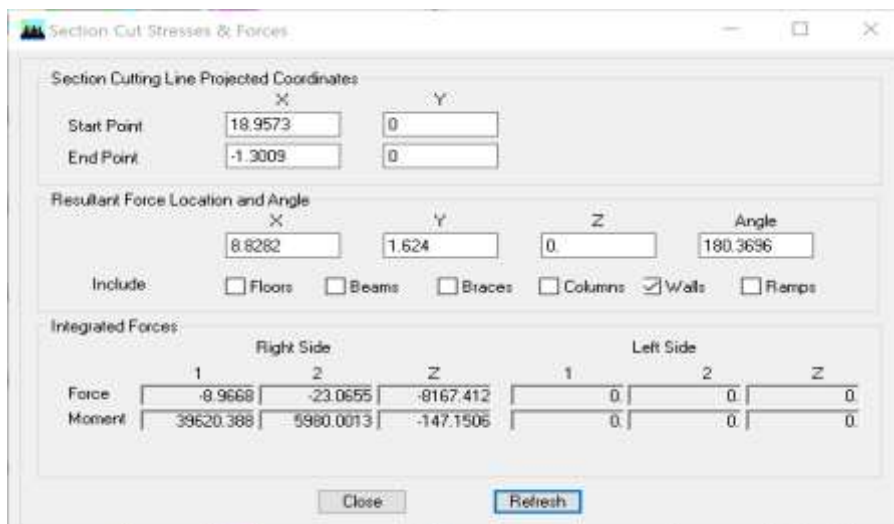 Section Cut Stresses & Forces
Section Cutting Line Projected Coordinates
X Y
Start Point 18.9573 0
End Point -1.3009 0
Resultant Force Location and Angle
X Y Z Angle
8.8282 1.624 0. 180.3696
Include Floors Beams Braces Columns Walls Ramps
Integrated Forces
Right Side Left Side
1 2 Z 1 2 Z
Force -8.9668 -23.0655 -8167.412 0. 0. 0.
Moment 39620.388 5980.0013 -147.1506 0. 0. 0.
Close Refresh